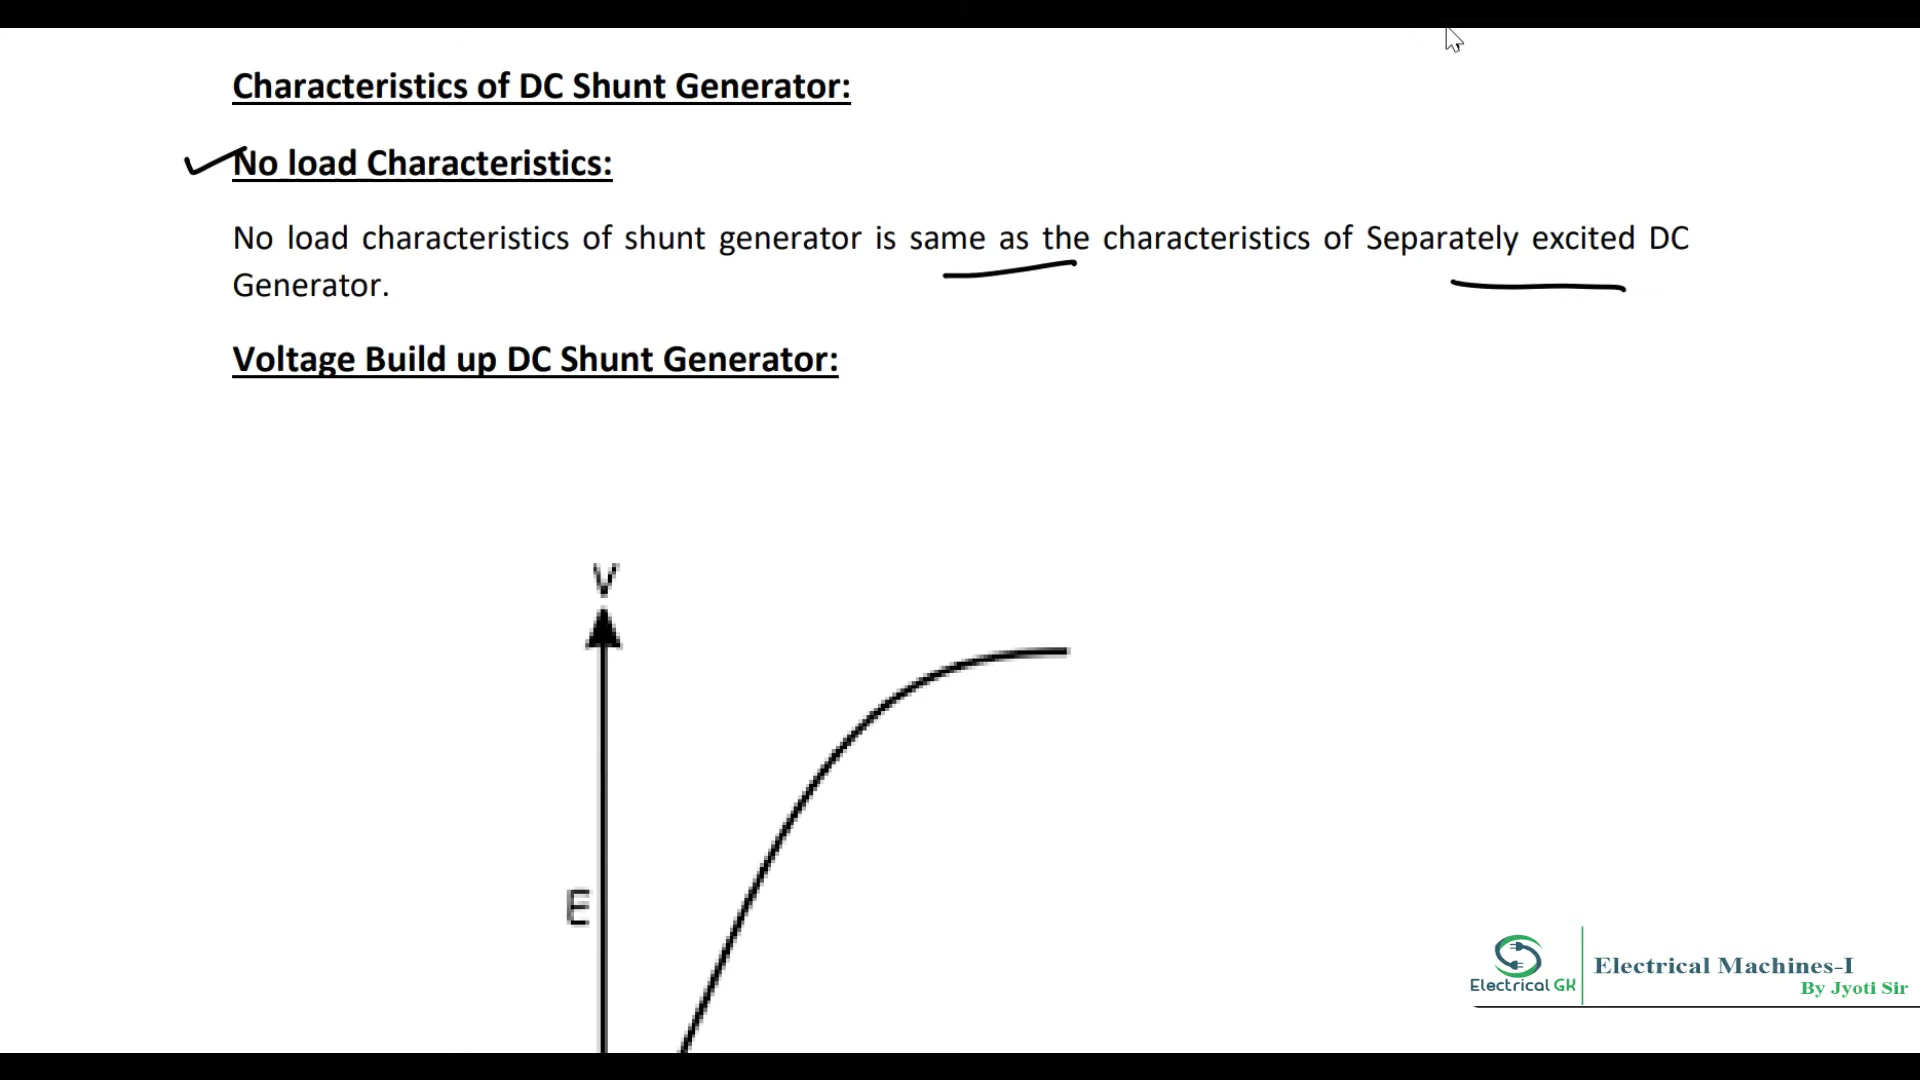 Characteristics of DC Shunt Generator:
No load Characteristics:
No load characteristics of shunt generator is same as the characteristics of Separately excited DC
Generator.
Voltage Build up DC Shunt Generator:
V
E
Electrical GK
Electrical Machines-I
By Jyoti Sir